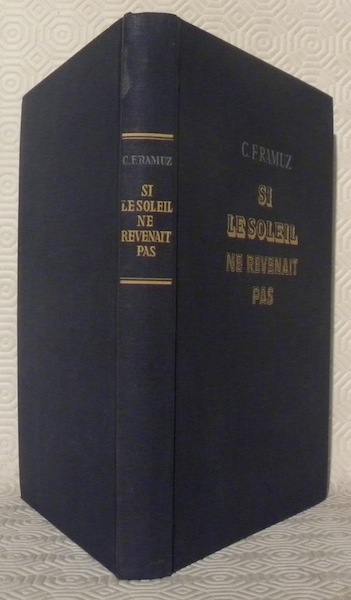 C. F. RAMUZ
SI
LE SOLEIL
NE
REVENAIT
PAS
C. F. RAMUZ
SI
LE SOLEIL
NE REVENAIT
PAS